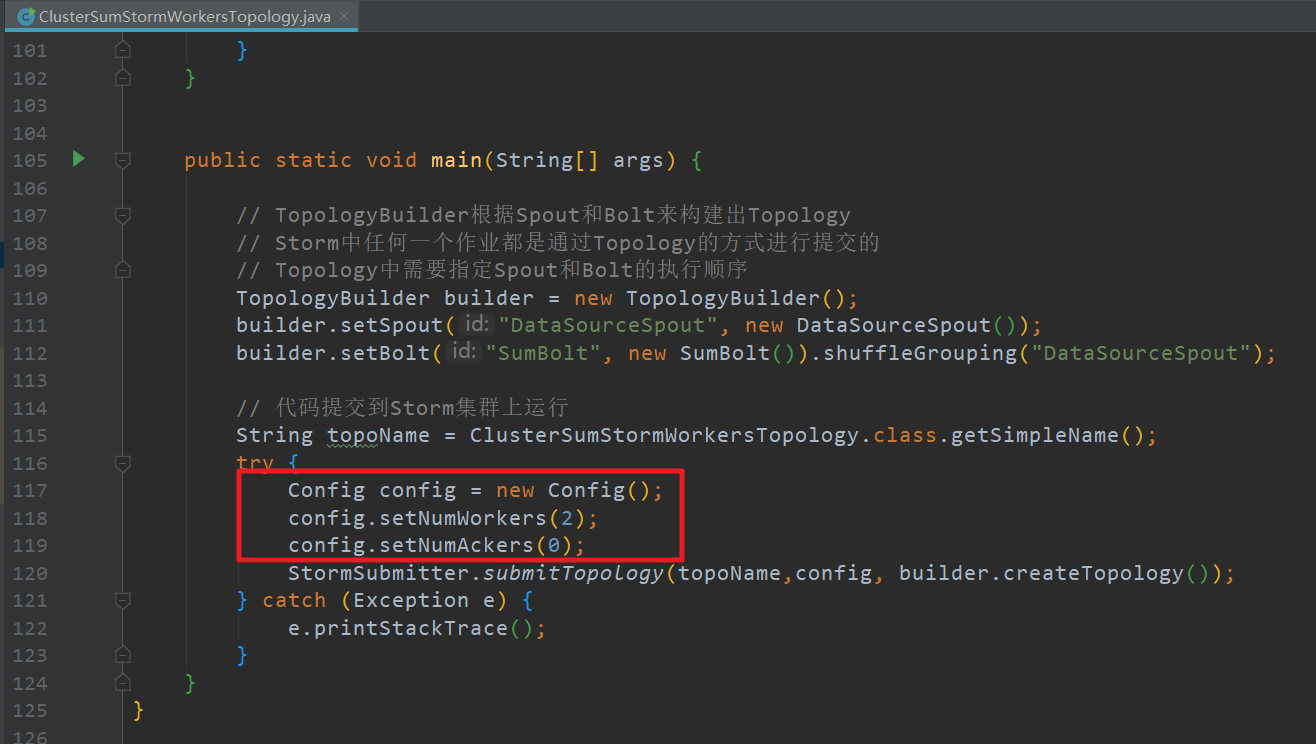 ClusterSumStormWorkersTopology.java
101 }
102 }
103
104
105 public static void main(String[] args) {
106
107 // TopologyBuilder根据Spout和Bolt来构建出Topology
108 // Storm中任何一个作业都是通过Topology的方式进行提交的
109 // Topology中需要指定Spout和Bolt的执行顺序
110 TopologyBuilder builder = new TopologyBuilder();
111 builder.setSpout( id: "DataSourceSpout", new DataSourceSpout());
112 builder.setBolt( id: "SumBolt", new SumBolt()).shuffleGrouping("DataSourceSpout");
113
114 // 代码提交到Storm集群上运行
115 String topoName = ClusterSumStormWorkersTopology.class.getSimpleName();
116 try {
117 Config config = new Config();
118 config.setNumWorkers(2);
119 config.setNumAckers(0);
120 StormSubmitter.submitTopology(topoName,config, builder.createTopology());
121 } catch (Exception e) {
122 e.printStackTrace();
123 }
124 }
125 }
126